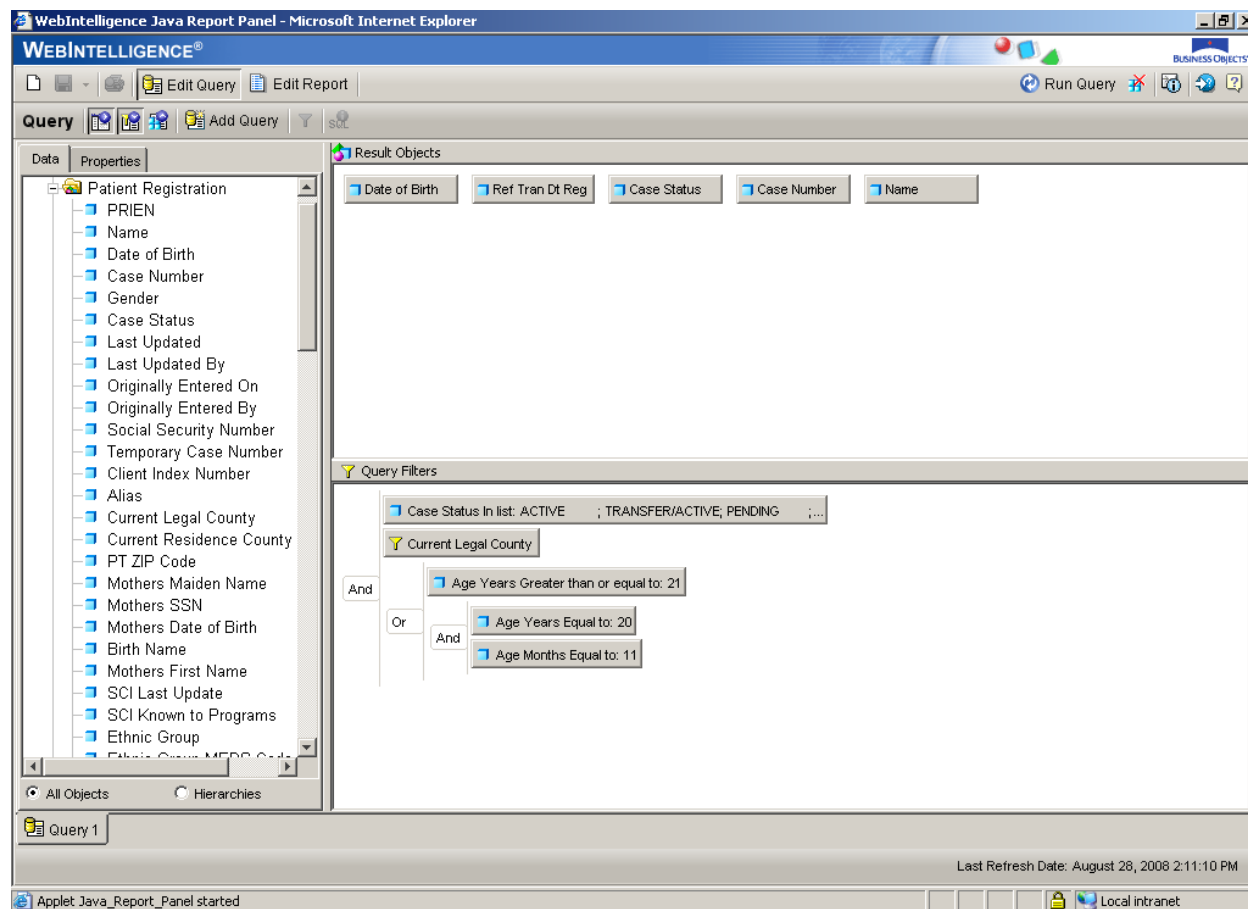 WebIntelligence Java Report Panel - Microsoft Internet Explorer
WEBINTELLIGENCE®
BUSINESS OBJECTS
Edit Query Edit Report Run Query
Query Add Query SQL
Data Properties
Patient Registration
PRIEN
Name
Date of Birth
Case Number
Gender
Case Status
Last Updated
Last Updated By
Originally Entered On
Originally Entered By
Social Security Number
Temporary Case Number
Client Index Number
Alias
Current Legal County
Current Residence County
PT ZIP Code
Mothers Maiden Name
Mothers SSN
Mothers Date of Birth
Birth Name
Mothers First Name
SCI Last Update
SCI Known to Programs
Ethnic Group
Ethnic Group MEDS Code
All Objects Hierarchies
Result Objects
Date of Birth Ref Tran Dt Reg Case Status Case Number Name
Query Filters
Case Status In list: ACTIVE ; TRANSFER/ACTIVE; PENDING ;...
Current Legal County
And
Age Years Greater than or equal to: 21
Or
And
Age Years Equal to: 20
Age Months Equal to: 11
Query 1
Last Refresh Date: August 28, 2008 2:11:10 PM
Applet Java_Report_Panel started Local intranet